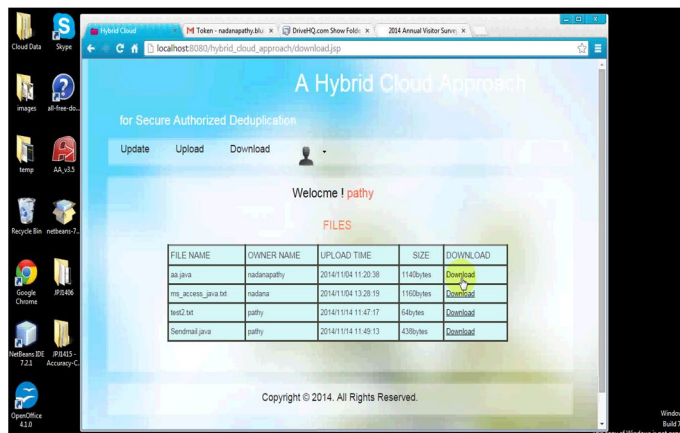 Hybrid Cloud
Token - nadanapathy.blu
DriveHQ.com Show Folde
2014 Annual Visitor Surve
localhost:8080/hybrid_cloud_approach/download.jsp
Cloud Data
Skype
images
all-free-do...
temp
AA_v3.5
Recycle Bin
netbeans-7...
Google Chrome
JPJ1406
NetBeans IDE 7.2.1
JPJ1415 - Accuracy-C...
OpenOffice 4.1.0
A Hybrid Cloud Approach
for Secure Authorized Deduplication
Update Upload Download
Welocme ! pathy
FILES
FILE NAME OWNER NAME UPLOAD TIME SIZE DOWNLOAD
aa.java nadanapathy 2014/11/04 11:20:38 1140bytes Download
ms_access_java.txt nadana 2014/11/04 13:28:19 1160bytes Download
test2.txt pathy 2014/11/14 11:47:17 64bytes Download
Sendmail.java pathy 2014/11/14 11:49:13 438bytes Download
Copyright © 2014. All Rights Reserved.
Window
Build 7